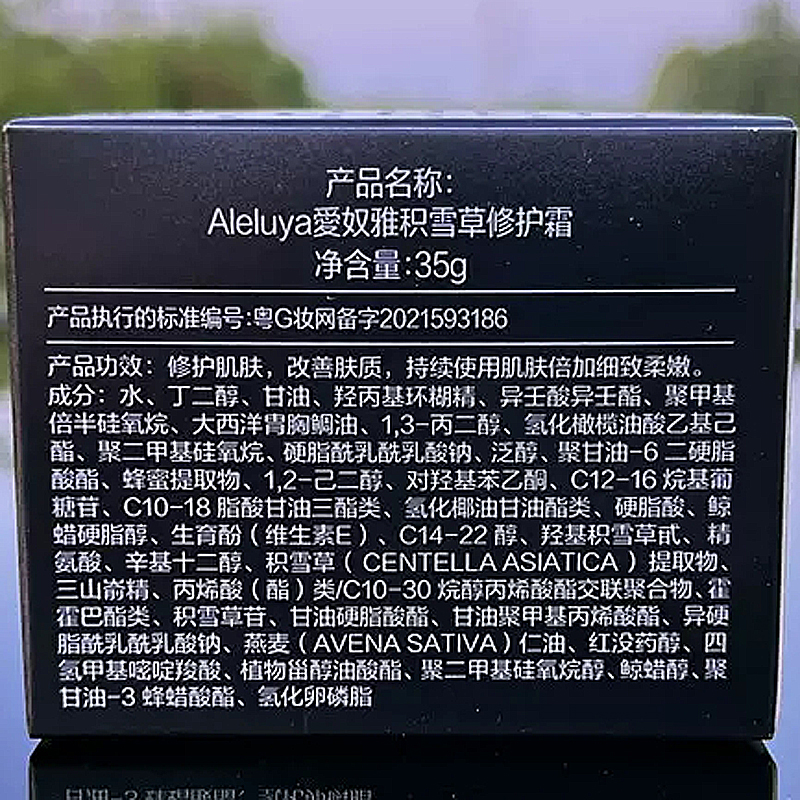 产品名称：
Aleluya愛奴雅积雪草修护霜
净含量:35g
产品执行的标准编号:粤G妆网备字2021593186
产品功效：修护肌肤，改善肤质，持续使用肌肤倍加细致柔嫩。
成分：水、丁二醇、甘油、羟丙基环糊精、异壬酸异壬酯、聚甲基
倍半硅氧烷、大西洋胄胸鲷油、1,3-丙二醇、氢化橄榄油酸乙基己
酯、聚二甲基硅氧烷、硬脂酰乳酰乳酸钠、泛醇、聚甘油-6 二硬脂
酸酯、蜂蜜提取物、1,2-己二醇、对羟基苯乙酮、C12-16 烷基葡
糖苷、C10-18 脂酸甘油三酯类、氢化椰油甘油酯类、硬脂酸、鲸
蜡硬脂醇、生育酚（维生素E）、C14-22 醇、羟基积雪草甙、精
氨酸、辛基十二醇、积雪草（CENTELLA ASIATICA）提取物、
三山嵛精、丙烯酸（酯）类/C10-30 烷醇丙烯酸酯交联聚合物、霍
霍巴酯类、积雪草苷、甘油硬脂酸酯、甘油聚甲基丙烯酸酯、异硬
脂酰乳酰乳酸钠、燕麦（AVENA SATIVA）仁油、红没药醇、四
氢甲基嘧啶羧酸、植物甾醇油酸酯、聚二甲基硅氧烷醇、鲸蜡醇、聚
甘油-3 蜂蜡酸酯、氢化卵磷脂